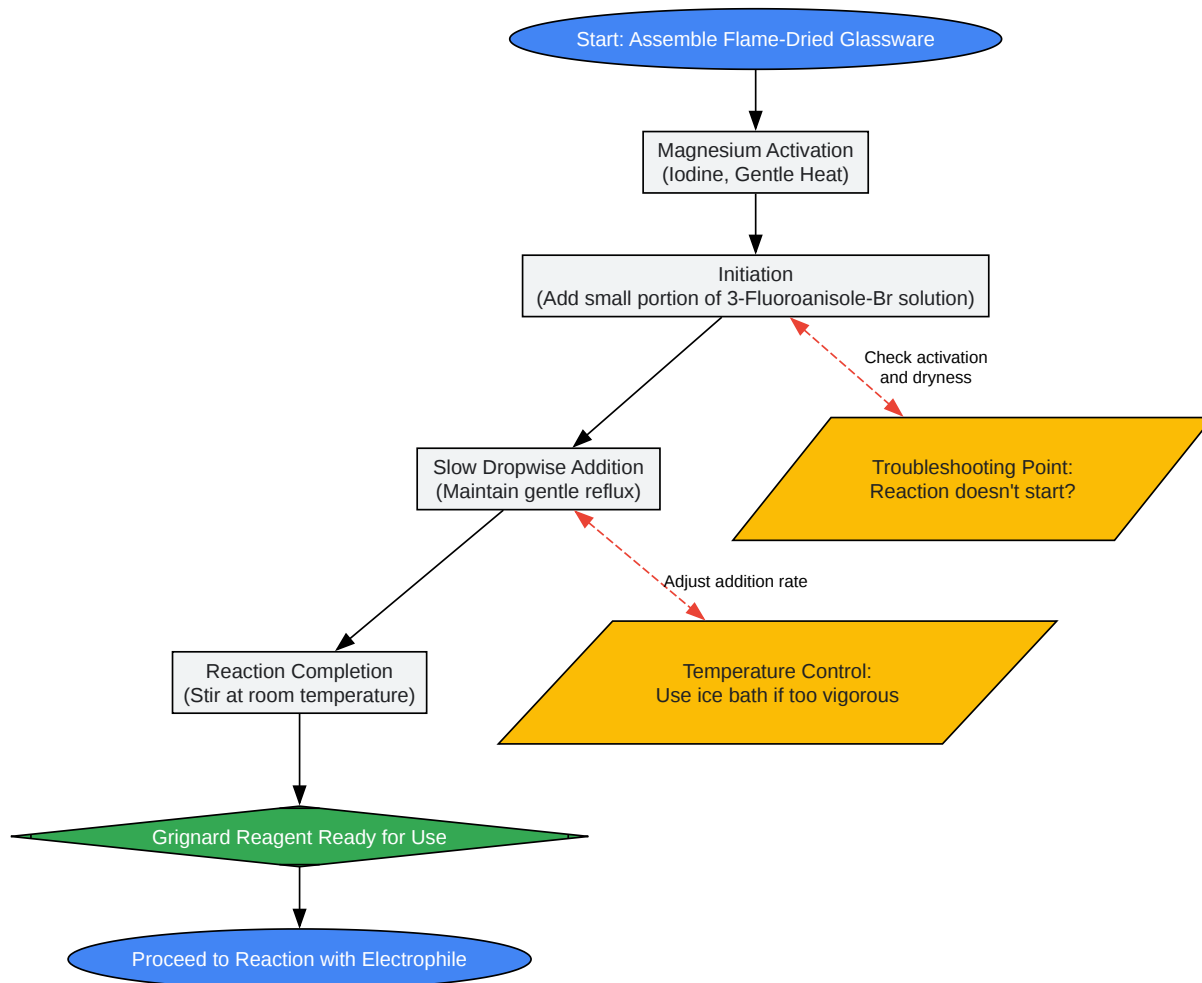 Start: Assemble Flame-Dried Glassware
Magnesium Activation
(Iodine, Gentle Heat)
Initiation
(Add small portion of 3-Fluoroanisole-Br solution)
Check activation
and dryness
Troubleshooting Point:
Reaction doesn't start?
Slow Dropwise Addition
(Maintain gentle reflux)
Adjust addition rate
Temperature Control:
Use ice bath if too vigorous
Reaction Completion
(Stir at room temperature)
Grignard Reagent Ready for Use
Proceed to Reaction with Electrophile